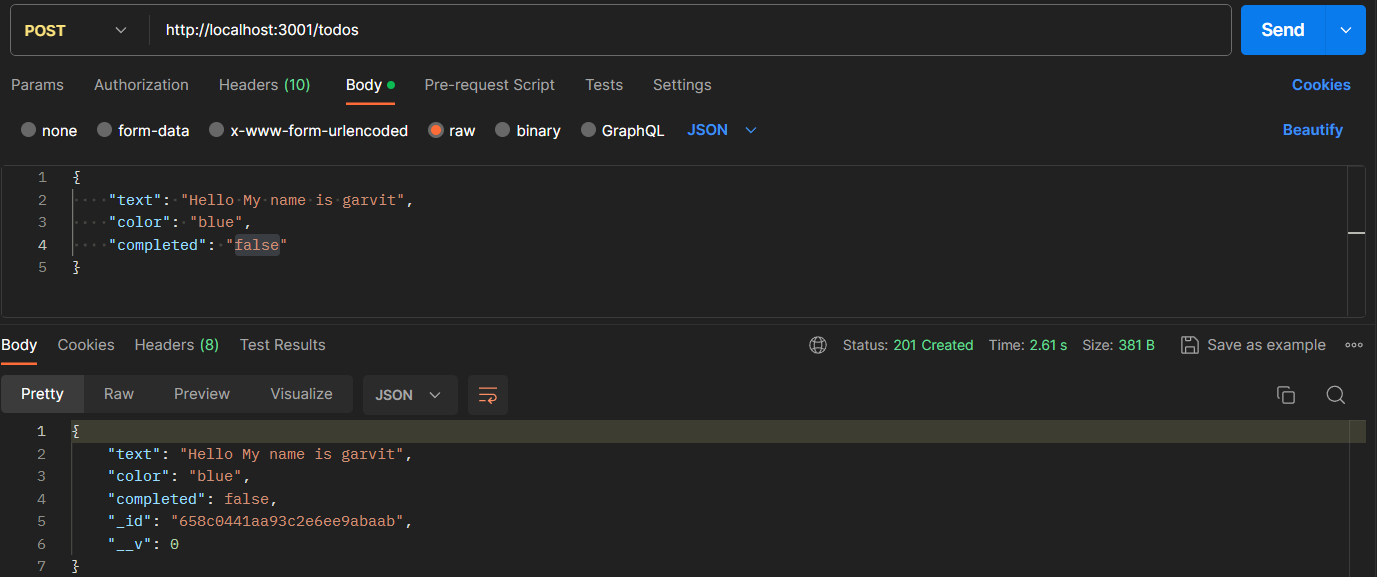 POST http://localhost:3001/todos Send
Params Authorization Headers (10) Body Pre-request Script Tests Settings Cookies
none form-data x-www-form-urlencoded raw binary GraphQL JSON Beautify
1 {
2 "text": "Hello My name is garvit",
3 "color": "blue",
4 "completed": "false"
5 }
Body Cookies Headers (8) Test Results Status: 201 Created Time: 2.61 s Size: 381 B Save as example
Pretty Raw Preview Visualize JSON
1 {
2 "text": "Hello My name is garvit",
3 "color": "blue",
4 "completed": false,
5 "_id": "658c0441aa93c2e6ee9abaab",
6 "__v": 0
7 }